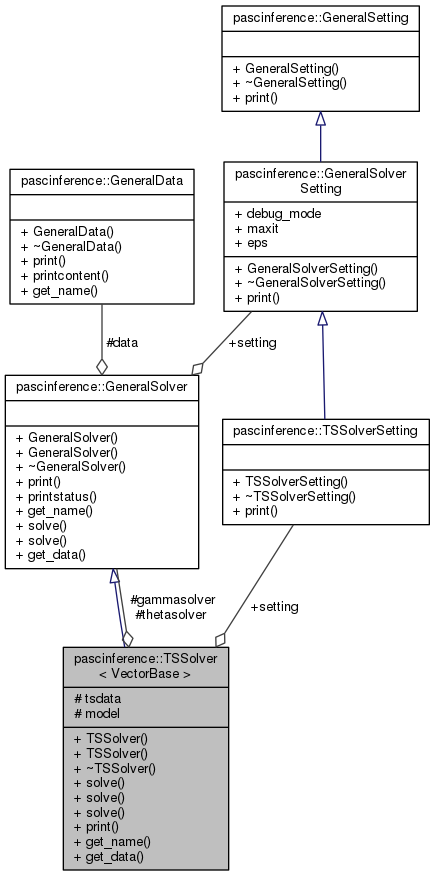 pascinference::GeneralSetting
+ GeneralSetting()
+ ~GeneralSetting()
+ print()
pascinference::GeneralData
+ GeneralData()
+ ~GeneralData()
+ print()
+ printcontent()
+ get_name()
pascinference::GeneralSolver
Setting
+ debug_mode
+ maxit
+ eps
+ GeneralSolverSetting()
+ ~GeneralSolverSetting()
+ print()
#data
+setting
pascinference::GeneralSolver
+ GeneralSolver()
+ GeneralSolver()
+ ~GeneralSolver()
+ print()
+ printstatus()
+ get_name()
+ solve()
+ solve()
+ get_data()
pascinference::TSSolverSetting
+ TSSolverSetting()
+ ~TSSolverSetting()
+ print()
#gammasolver
#thetasolver
+setting
pascinference::TSSolver
< VectorBase >
# tsdata
# model
+ TSSolver()
+ TSSolver()
+ ~TSSolver()
+ solve()
+ solve()
+ solve()
+ print()
+ get_name()
+ get_data()